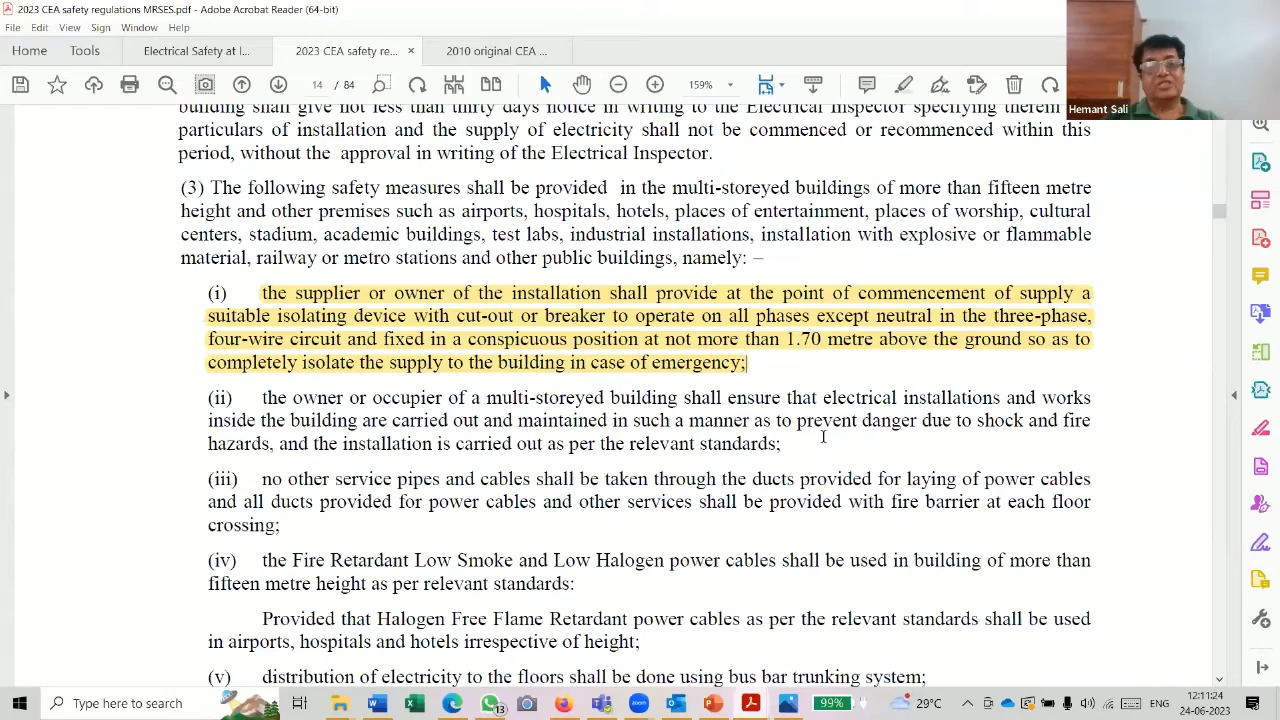 2023 CEA safety regulations MRSES.pdf - Adobe Acrobat Reader (64-bit)
File Edit View Sign Window Help
Home Tools Electrical Safety at I... 2023 CEA safety re... × 2010 original CEA ...
14 / 84 159%
Hemant Sali
building shall give not less than thirty days notice in writing to the Electrical Inspector specifying therein
particulars of installation and the supply of electricity shall not be commenced or recommenced within this
period, without the approval in writing of the Electrical Inspector.
(3) The following safety measures shall be provided in the multi-storeyed buildings of more than fifteen metre
height and other premises such as airports, hospitals, hotels, places of entertainment, places of worship, cultural
centers, stadium, academic buildings, test labs, industrial installations, installation with explosive or flammable
material, railway or metro stations and other public buildings, namely: –
(i) the supplier or owner of the installation shall provide at the point of commencement of supply a
suitable isolating device with cut-out or breaker to operate on all phases except neutral in the three-phase,
four-wire circuit and fixed in a conspicuous position at not more than 1.70 metre above the ground so as to
completely isolate the supply to the building in case of emergency;
(ii) the owner or occupier of a multi-storeyed building shall ensure that electrical installations and works
inside the building are carried out and maintained in such a manner as to prevent danger due to shock and fire
hazards, and the installation is carried out as per the relevant standards;
(iii) no other service pipes and cables shall be taken through the ducts provided for laying of power cables
and all ducts provided for power cables and other services shall be provided with fire barrier at each floor
crossing;
(iv) the Fire Retardant Low Smoke and Low Halogen power cables shall be used in building of more than
fifteen metre height as per relevant standards:
Provided that Halogen Free Flame Retardant power cables as per the relevant standards shall be used
in airports, hospitals and hotels irrespective of height;
(v) distribution of electricity to the floors shall be done using bus bar trunking system;
Type here to search 13 99% 29°C ENG 12:11:24
24-06-2023